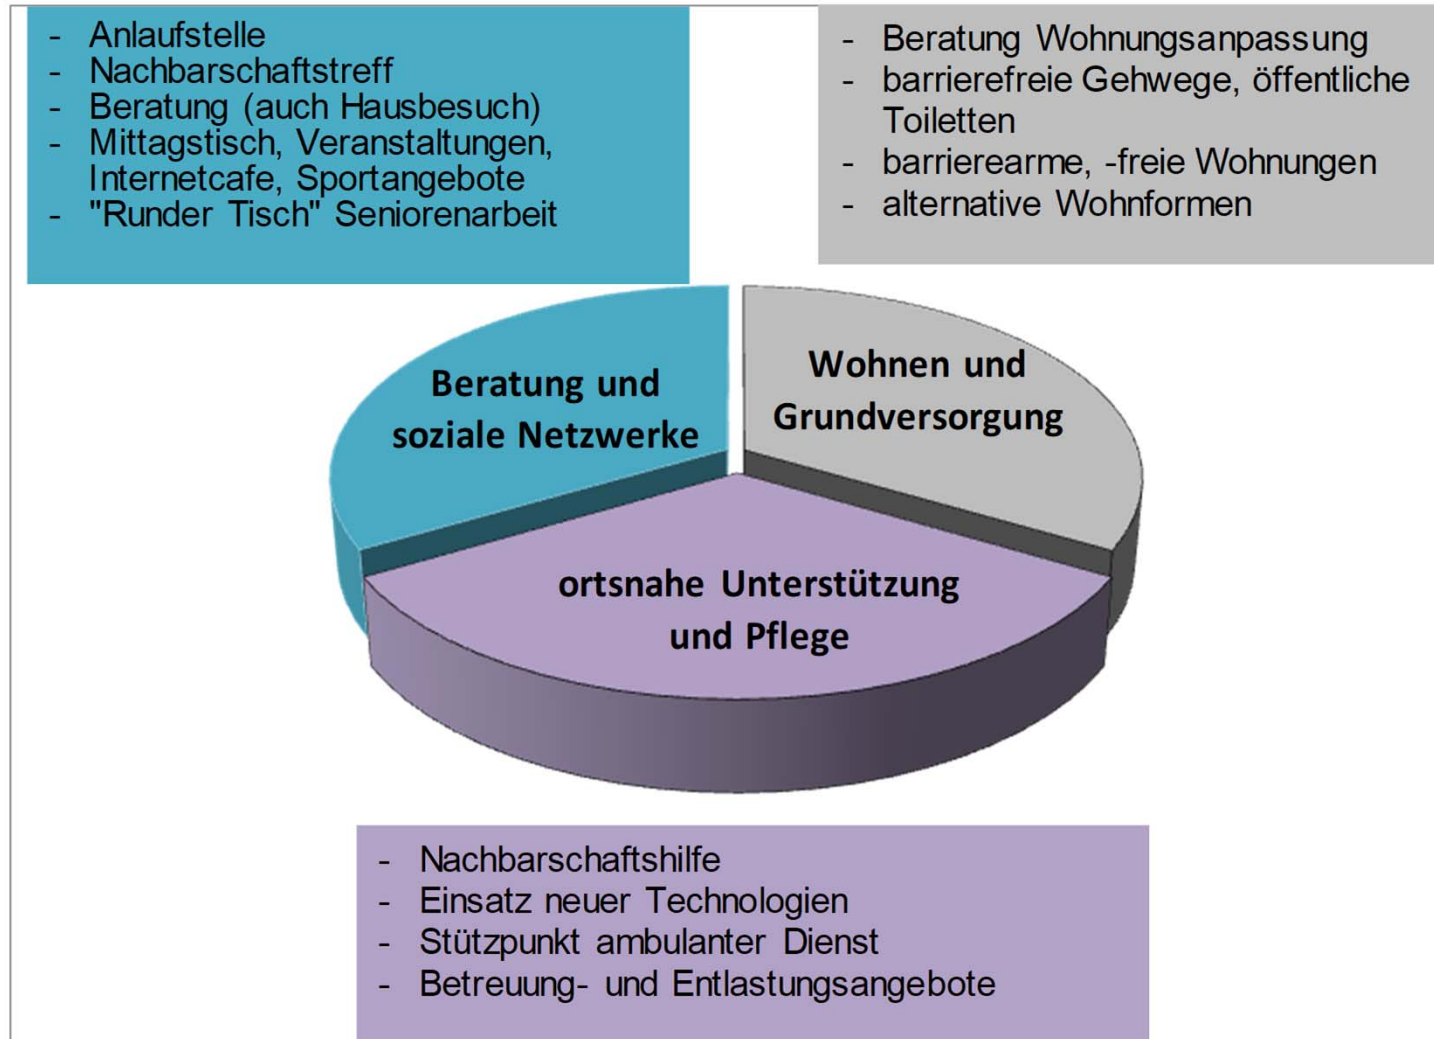 - Anlaufstelle
- Nachbarschaftstreff
- Beratung (auch Hausbesuch)
- Mittagstisch, Veranstaltungen,
Internetcafe, Sportangebote
- "Runder Tisch" Seniorenarbeit
- Beratung Wohnungsanpassung
- barrierefreie Gehwege, öffentliche
Toiletten
- barrierearme, -freie Wohnungen
- alternative Wohnformen
Beratung und
soziale Netzwerke
Wohnen und
Grundversorgung
ortsnahe Unterstützung
und Pflege
- Nachbarschaftshilfe
- Einsatz neuer Technologien
- Stützpunkt ambulanter Dienst
- Betreuung- und Entlastungsangebote